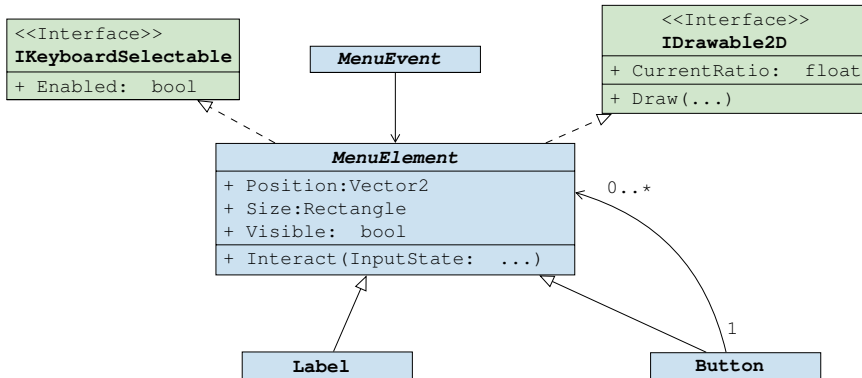 <<Interface>>
IKeyboardSelectable
+ Enabled: bool
MenuEvent
<<Interface>>
IDrawable2D
+ CurrentRatio: float
+ Draw(...)
MenuElement
+ Position:Vector2
+ Size:Rectangle
+ Visible: bool
+ Interact(InputState: ...)
0..*
1
Label
Button